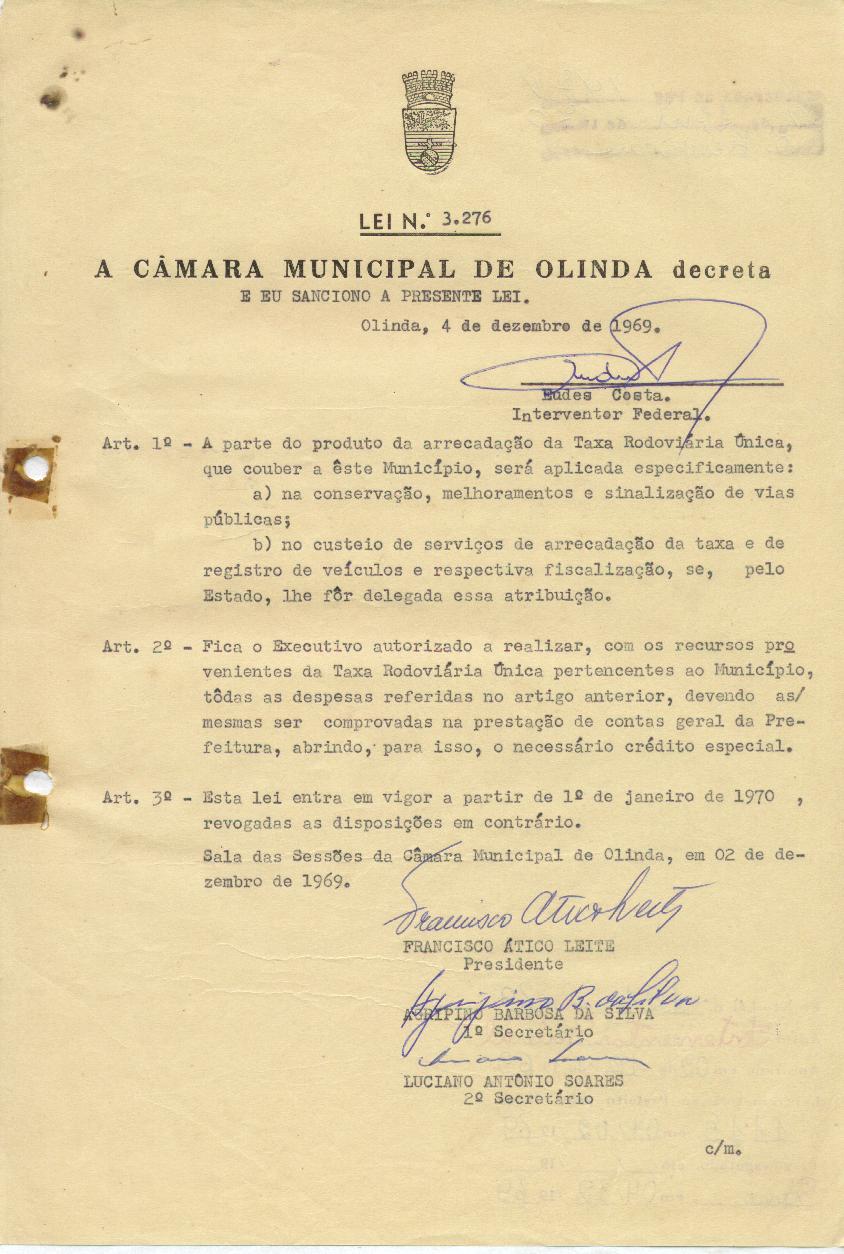 LEI N.º 3.276
A CÂMARA MUNICIPAL DE OLINDA decreta
E EU SANCIONO A PRESENTE LEI.
Olinda, 4 de dezembro de 1969.
Eudes Costa.
Interventor Federal.
Art. 1º - A parte do produto da arrecadação da Taxa Rodoviária Única,
que couber a êste Município, será aplicada especificamente:
a) na conservação, melhoramentos e sinalização de vias
públicas;
b) no custeio de serviços de arrecadação da taxa e de
registro de veículos e respectiva fiscalização, se, pelo
Estado, lhe fôr delegada essa atribuição.
Art. 2º - Fica o Executivo autorizado a realizar, com os recursos pro
venientes da Taxa Rodoviária Única pertencentes ao Município,
tôdas as despesas referidas no artigo anterior, devendo as/
mesmas ser comprovadas na prestação de contas geral da Pre-
feitura, abrindo, para isso, o necessário crédito especial.
Art. 3º - Esta lei entra em vigor a partir de 1º de janeiro de 1970 ,
revogadas as disposições em contrário.
Sala das Sessões da Câmara Municipal de Olinda, em 02 de de-
zembro de 1969.
Francisco Ático Leite
FRANCISCO ÁTICO LEITE
Presidente
Agripino B. da Silva
AGRIPINO BARBOSA DA SILVA
1º Secretário
LUCIANO ANTÔNIO SOARES
2º Secretário
c/m.